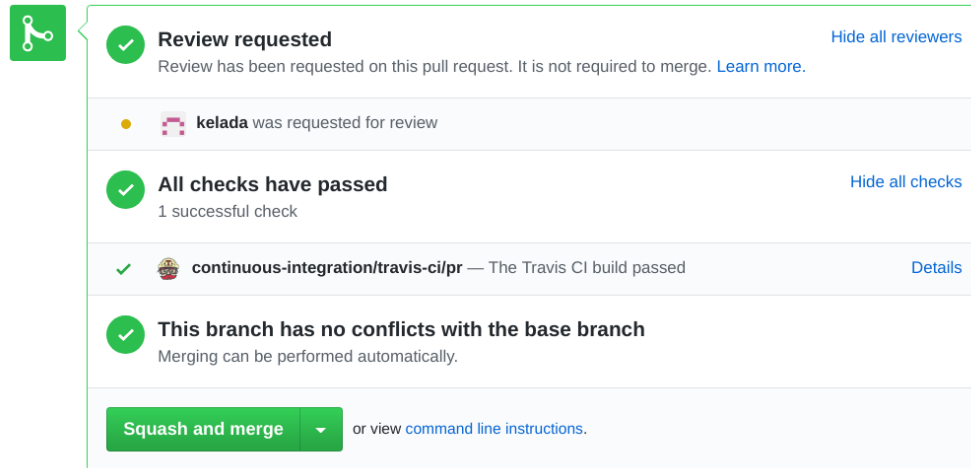 Review requested
Hide all reviewers
Review has been requested on this pull request. It is not required to merge. Learn more.
kelada was requested for review
All checks have passed
Hide all checks
1 successful check
continuous-integration/travis-ci/pr — The Travis CI build passed
Details
This branch has no conflicts with the base branch
Merging can be performed automatically.
Squash and merge
or view command line instructions.